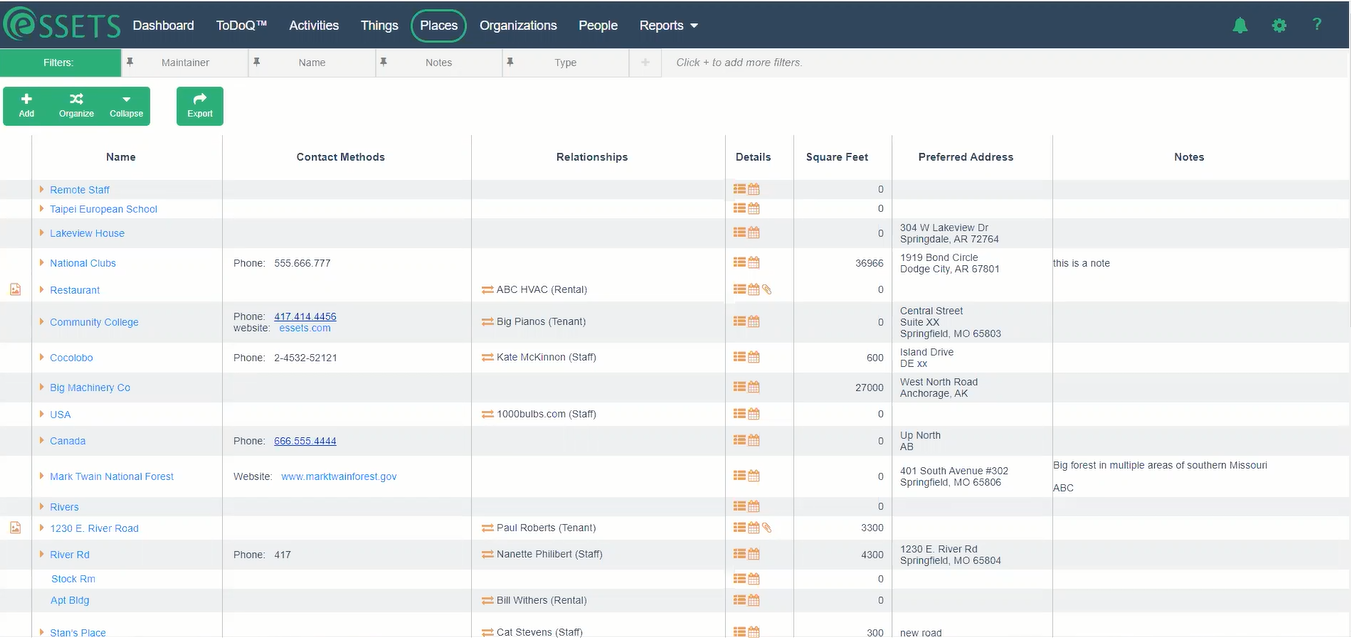 eSSETS Dashboard ToDoQ™ Activities Things Places Organizations People Reports ?
Filters: Maintainer Name Notes Type + Click + to add more filters.
Add Organize Collapse Export
Name Contact Methods Relationships Details Square Feet Preferred Address Notes
Remote Staff 0
Taipei European School 0
Lakeview House 0 304 W Lakeview Dr
Springdale, AR 72764
National Clubs Phone: 555.666.777 36966 1919 Bond Circle
Dodge City, AR 67801 this is a note
Restaurant ABC HVAC (Rental) 0
Community College Phone: 417.414.4456
website: essets.com Big Pianos (Tenant) 0 Central Street
Suite XX
Springfield, MO 65803
Cocolobo Phone: 2-4532-52121 Kate McKinnon (Staff) 600 Island Drive
DE xx
Big Machinery Co 27000 West North Road
Anchorage, AK
USA 1000bulbs.com (Staff) 0
Canada Phone: 666.555.4444 0 Up North
AB
Mark Twain National Forest Website: www.marktwainforest.gov 0 401 South Avenue #302
Springfield, MO 65806 Big forest in multiple areas of southern Missouri
ABC
Rivers 0
1230 E. River Road Paul Roberts (Tenant) 3300
River Rd Phone: 417 Nanette Philibert (Staff) 4300 1230 E. River Rd
Springfield, MO 65804
Stock Rm 0
Apt Bldg Bill Withers (Rental) 0
Stan's Place Cat Stevens (Staff) 300 new road